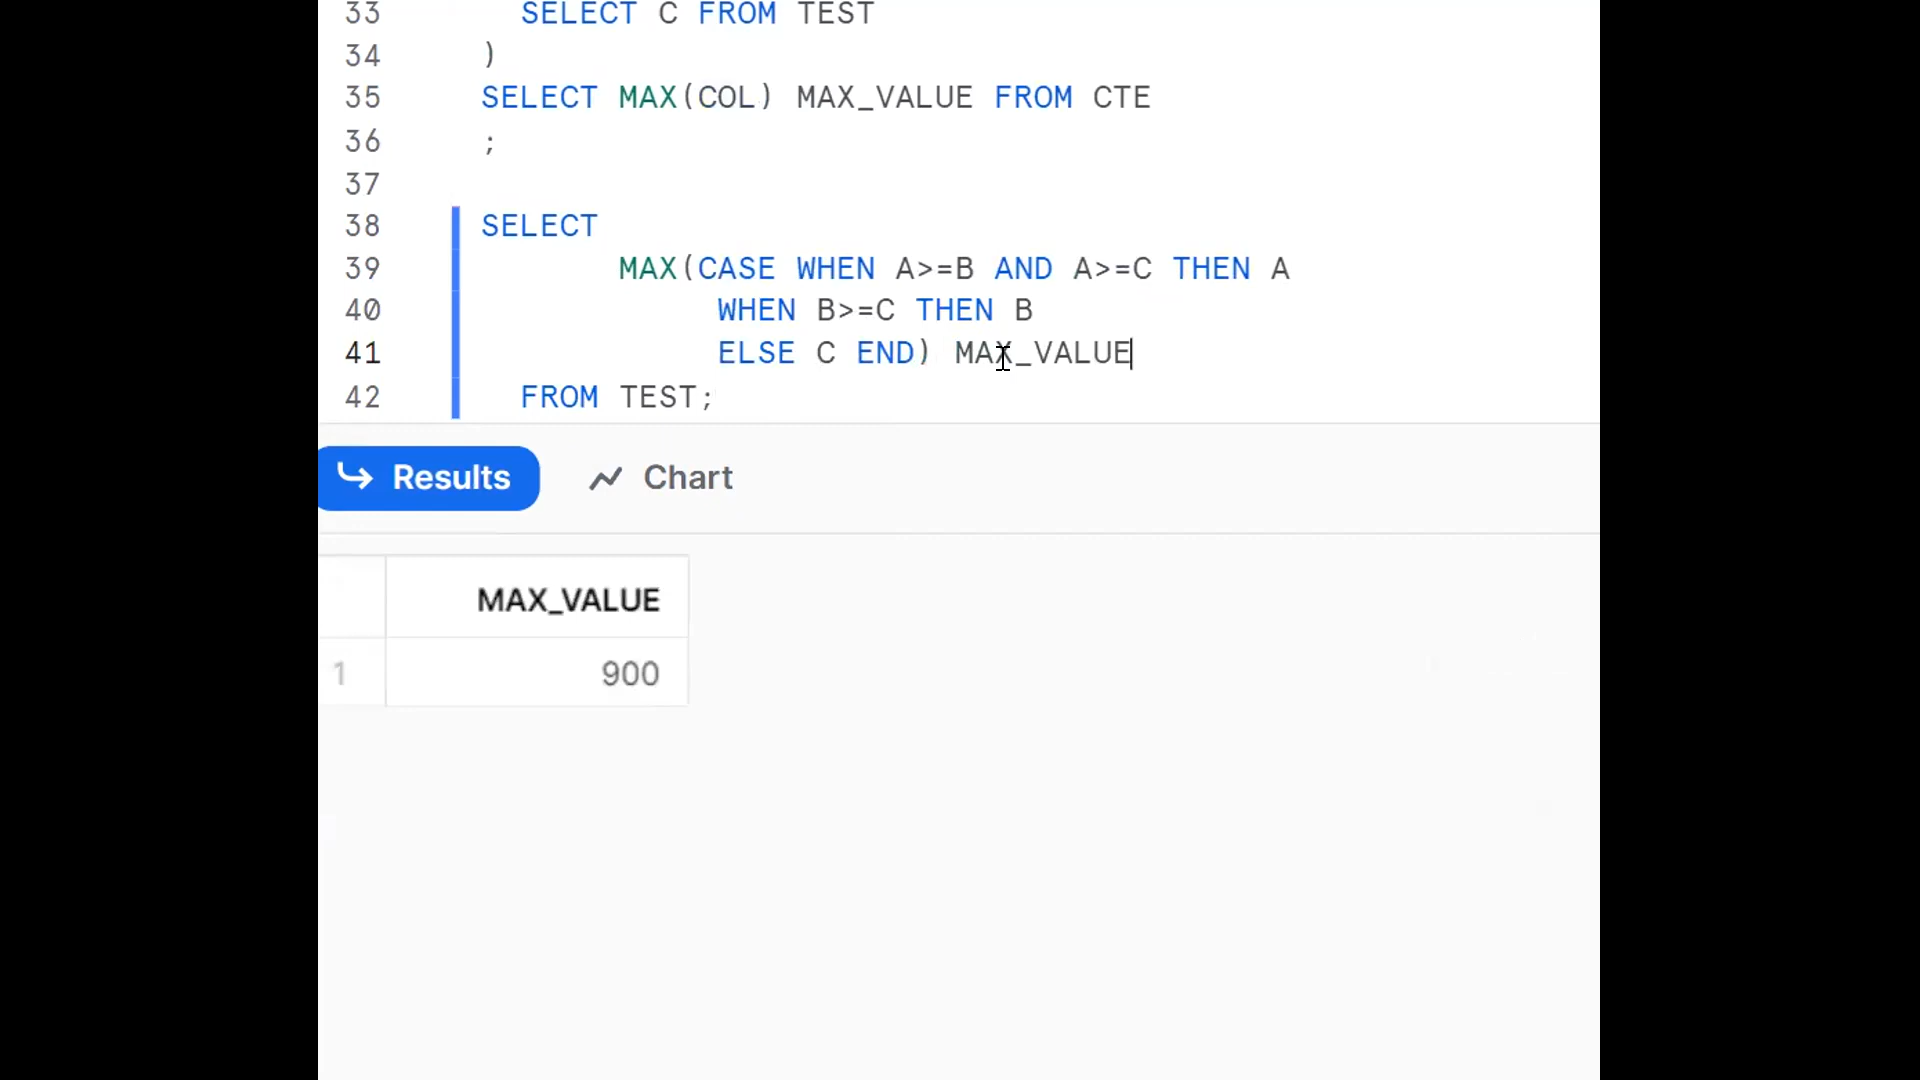 33 SELECT C FROM TEST
34 )
35 SELECT MAX(COL) MAX_VALUE FROM CTE
36 ;
37
38 SELECT
39 MAX(CASE WHEN A>=B AND A>=C THEN A
40 WHEN B>=C THEN B
41 ELSE C END) MAX_VALUE
42 FROM TEST;
Results Chart
MAX_VALUE
1 900